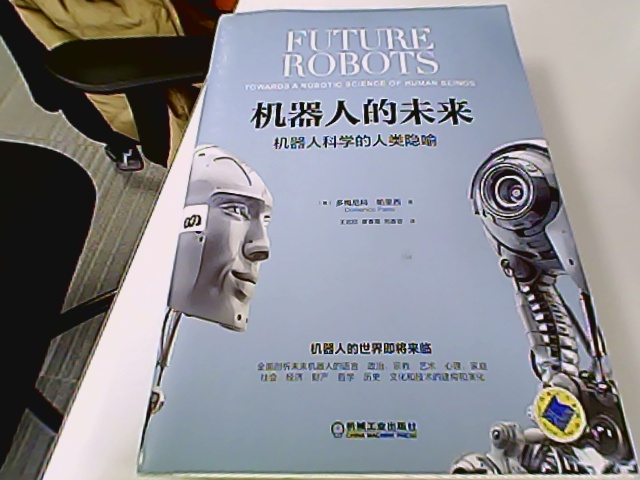 FUTURE
ROBOTS
TOWARDS A ROBOTIC SCIENCE OF HUMAN BEINGS
机器人的未来
机器人科学的人类隐喻
多梅尼科 帕里西 著
Domenico Parisi
机器人的世界即将来临
全面剖析未来机器人的语言 政治 宗教 艺术 心理 家庭
社会 经济 财产 哲学 历史 文化和技术的建构和演化
机械工业出版社
CHINA MACHINE PRESS